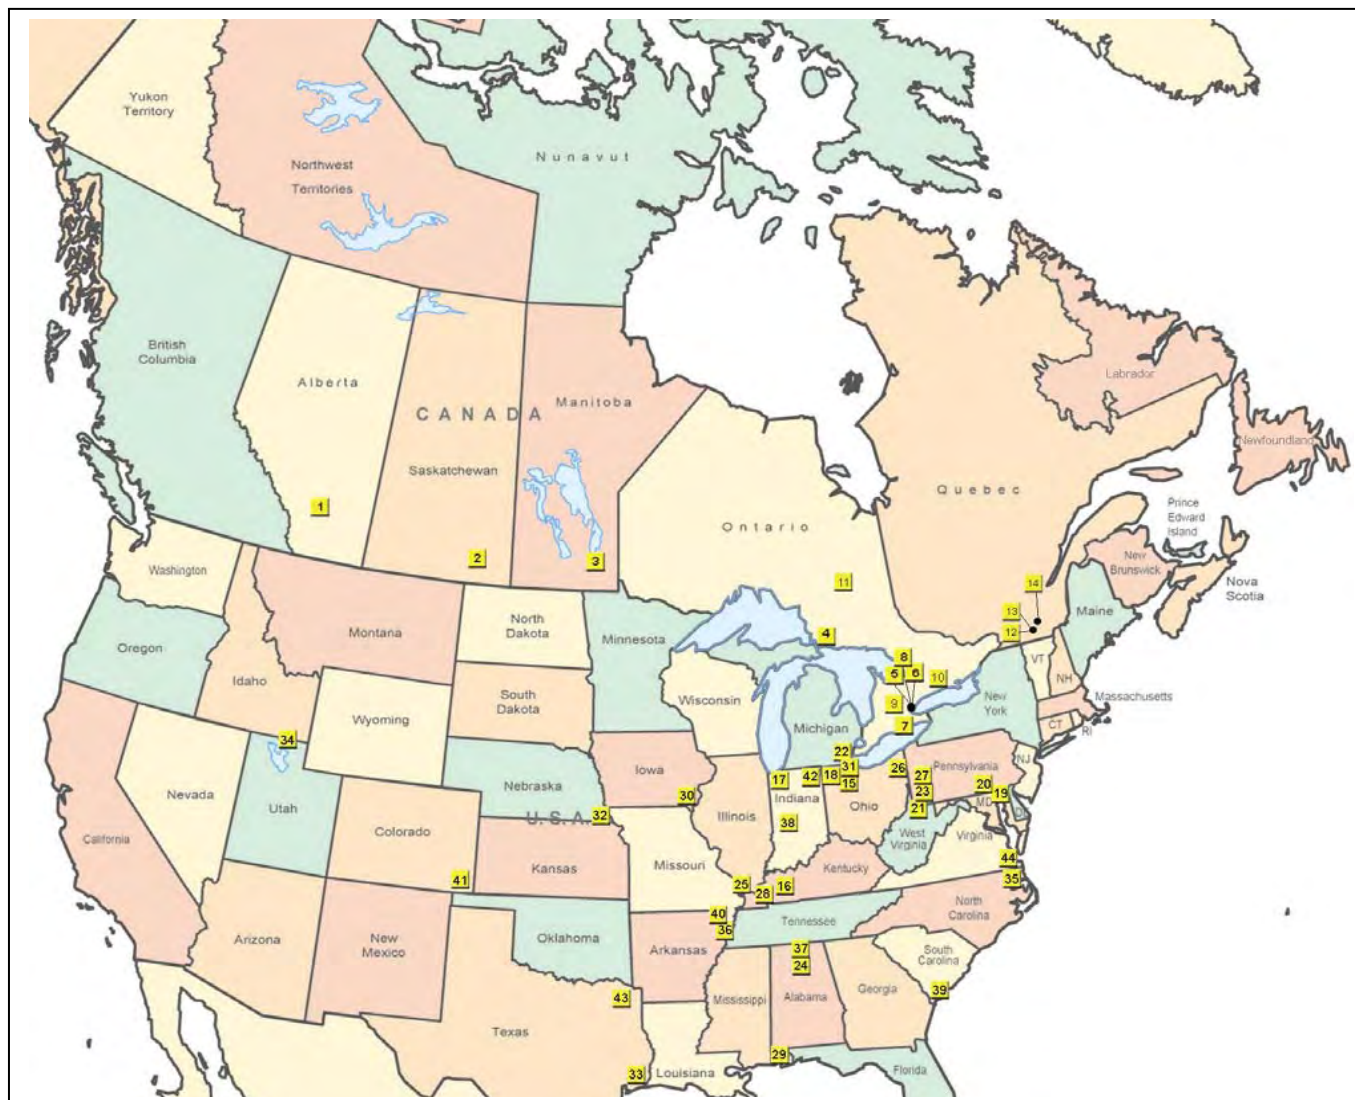 Yukon
Territory
Northwest
Territories
Nunavut
British
Columbia
Alberta
CANADA
Manitoba
Saskatchewan
Labrador
Newfoundland
Quebec
Ontario
Prince
Edward
Island
New
Brunswick
Nova
Scotia
1
2
3
11
14
13
12
4
8
5
6
10
9
7
Washington
Montana
North
Dakota
Minnesota
Maine
Oregon
Idaho
South
Dakota
Wisconsin
Michigan
VT
NH
New
York
Massachusetts
CT
RI
Wyoming
34
22
31
26
Iowa
Pennsylvania
NJ
17
42
18
15
27
23
20
19
21
Nevada
Utah
Nebraska
30
32
Indiana
38
Ohio
MD
DE
California
Colorado
U.S.A.
Illinois
West
Virginia
Virginia
Kansas
Missouri
Kentucky
44
35
41
25
28
16
40
36
Tennessee
North
Carolina
Arizona
New
Mexico
Oklahoma
Arkansas
37
24
South
Carolina
39
43
Mississippi
Alabama
Georgia
Texas
29
33
Louisiana
Florida